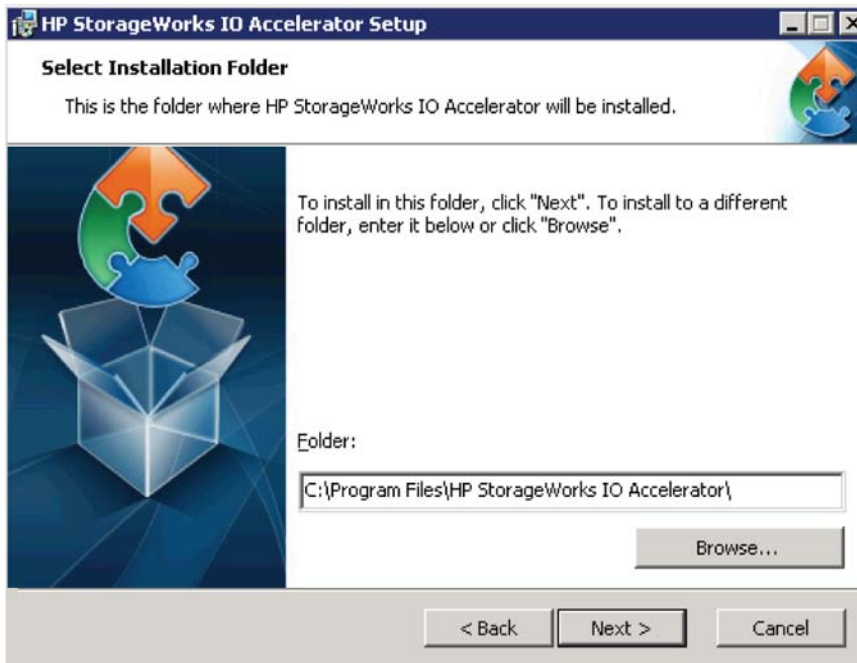 HP StorageWorks IO Accelerator Setup
Select Installation Folder
This is the folder where HP StorageWorks IO Accelerator will be installed.
To install in this folder, click "Next". To install to a different
folder, enter it below or click "Browse".
Folder:
C:\Program Files\HP StorageWorks IO Accelerator\
Browse...
< Back
Next >
Cancel